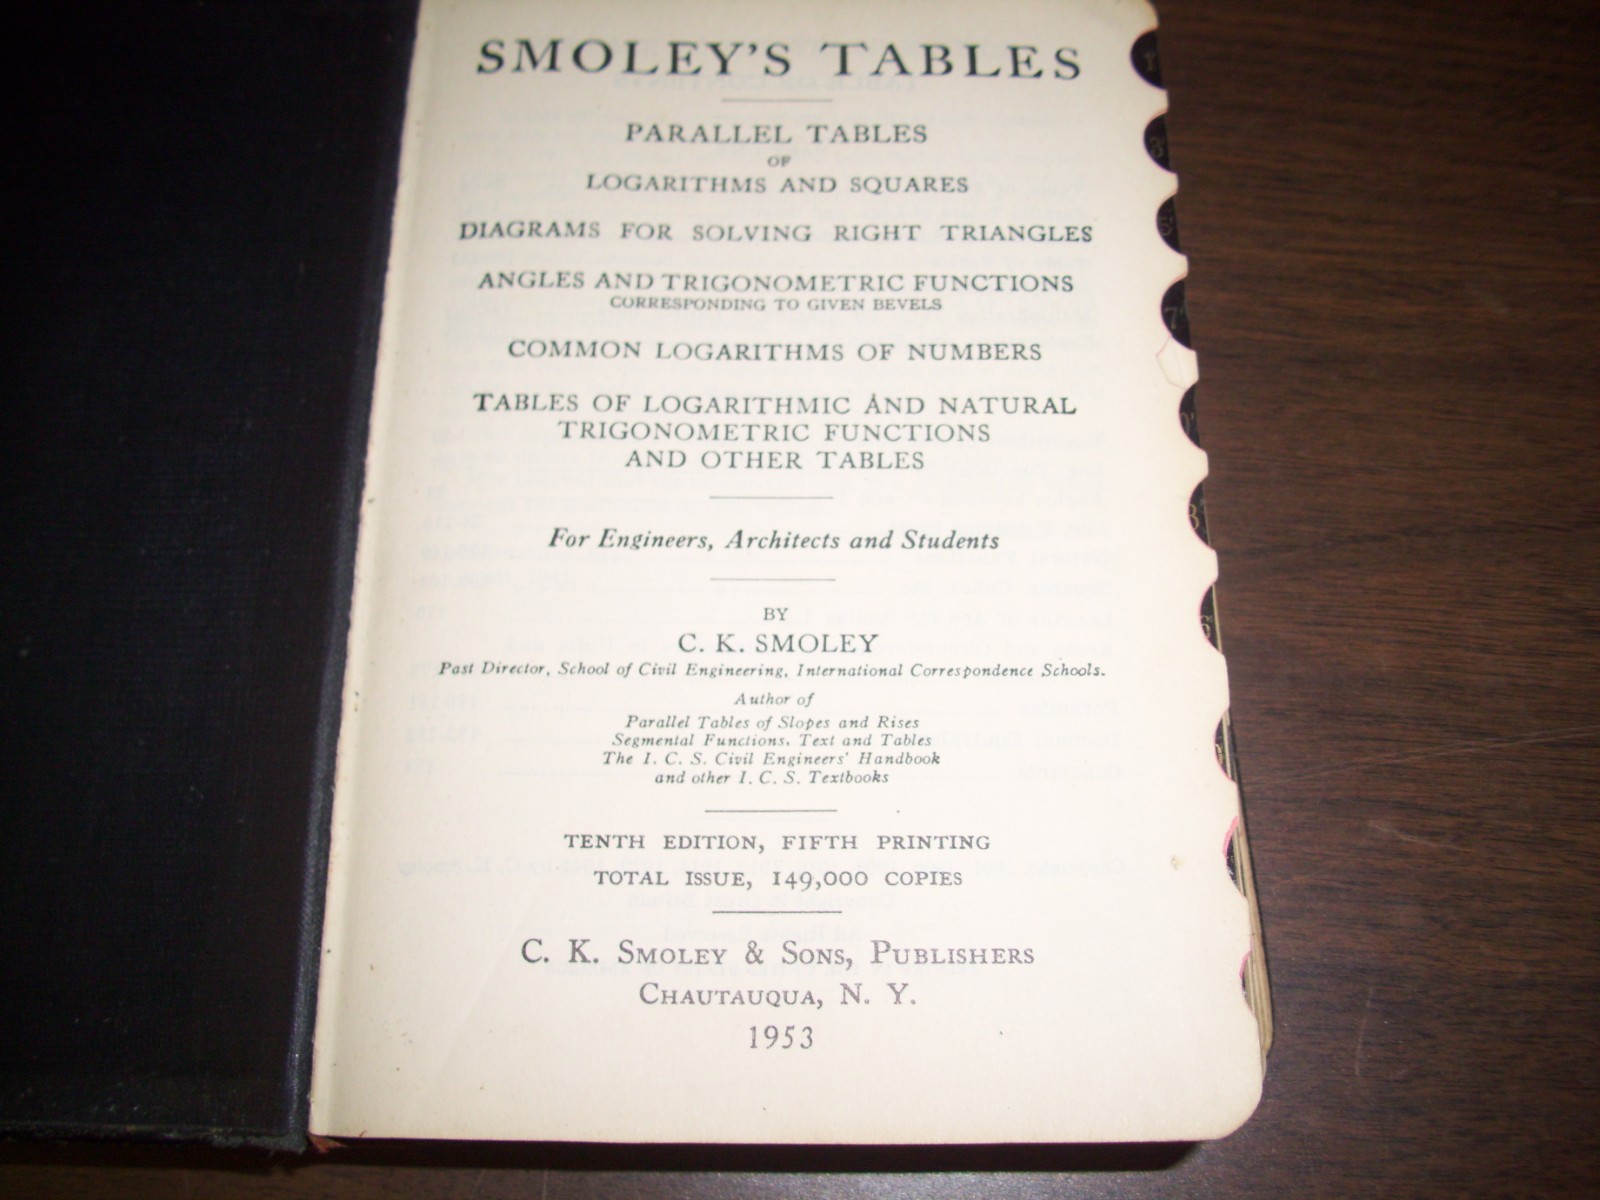 SMOLEY'S TABLES
PARALLEL TABLES
OF
LOGARITHMS AND SQUARES
DIAGRAMS FOR SOLVING RIGHT TRIANGLES
ANGLES AND TRIGONOMETRIC FUNCTIONS
CORRESPONDING TO GIVEN BEVELS
COMMON LOGARITHMS OF NUMBERS
TABLES OF LOGARITHMIC AND NATURAL
TRIGONOMETRIC FUNCTIONS
AND OTHER TABLES
For Engineers, Architects and Students
BY
C. K. SMOLEY
Past Director, School of Civil Engineering, International Correspondence Schools.
Author of
Parallel Tables of Slopes and Rises
Segmental Functions, Text and Tables
The I. C. S. Civil Engineers' Handbook
and other I. C. S. Textbooks
TENTH EDITION, FIFTH PRINTING
TOTAL ISSUE, 149,000 COPIES
C. K. SMOLEY & SONS, PUBLISHERS
CHAUTAUQUA, N. Y.
1953